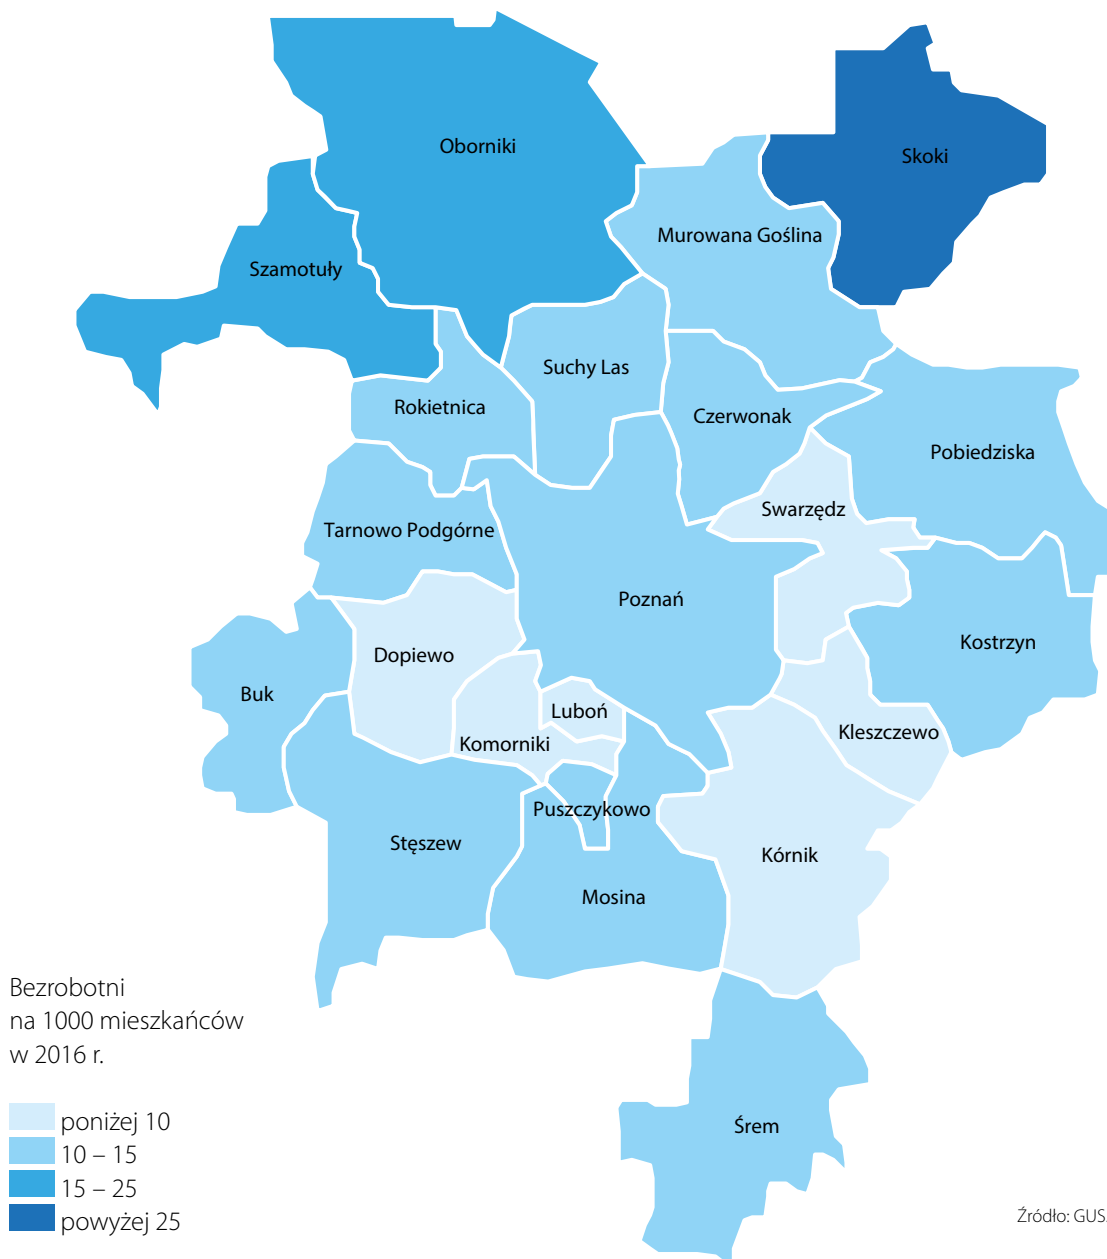 Oborniki
Skoki
Murowana Goślina
Szamotuły
Suchy Las
Rokietnica
Czerwonak
Pobiedziska
Swarzędz
Tarnowo Podgórne
Poznań
Kostrzyn
Dopiewo
Buk
Luboń
Kleszczewo
Komorniki
Puszczykowo
Stęszew
Kórnik
Mosina
Śrem
Bezrobotni
na 1000 mieszkańców
w 2016 r.
poniżej 10
10 – 15
15 – 25
powyżej 25
Źródło: GUS.